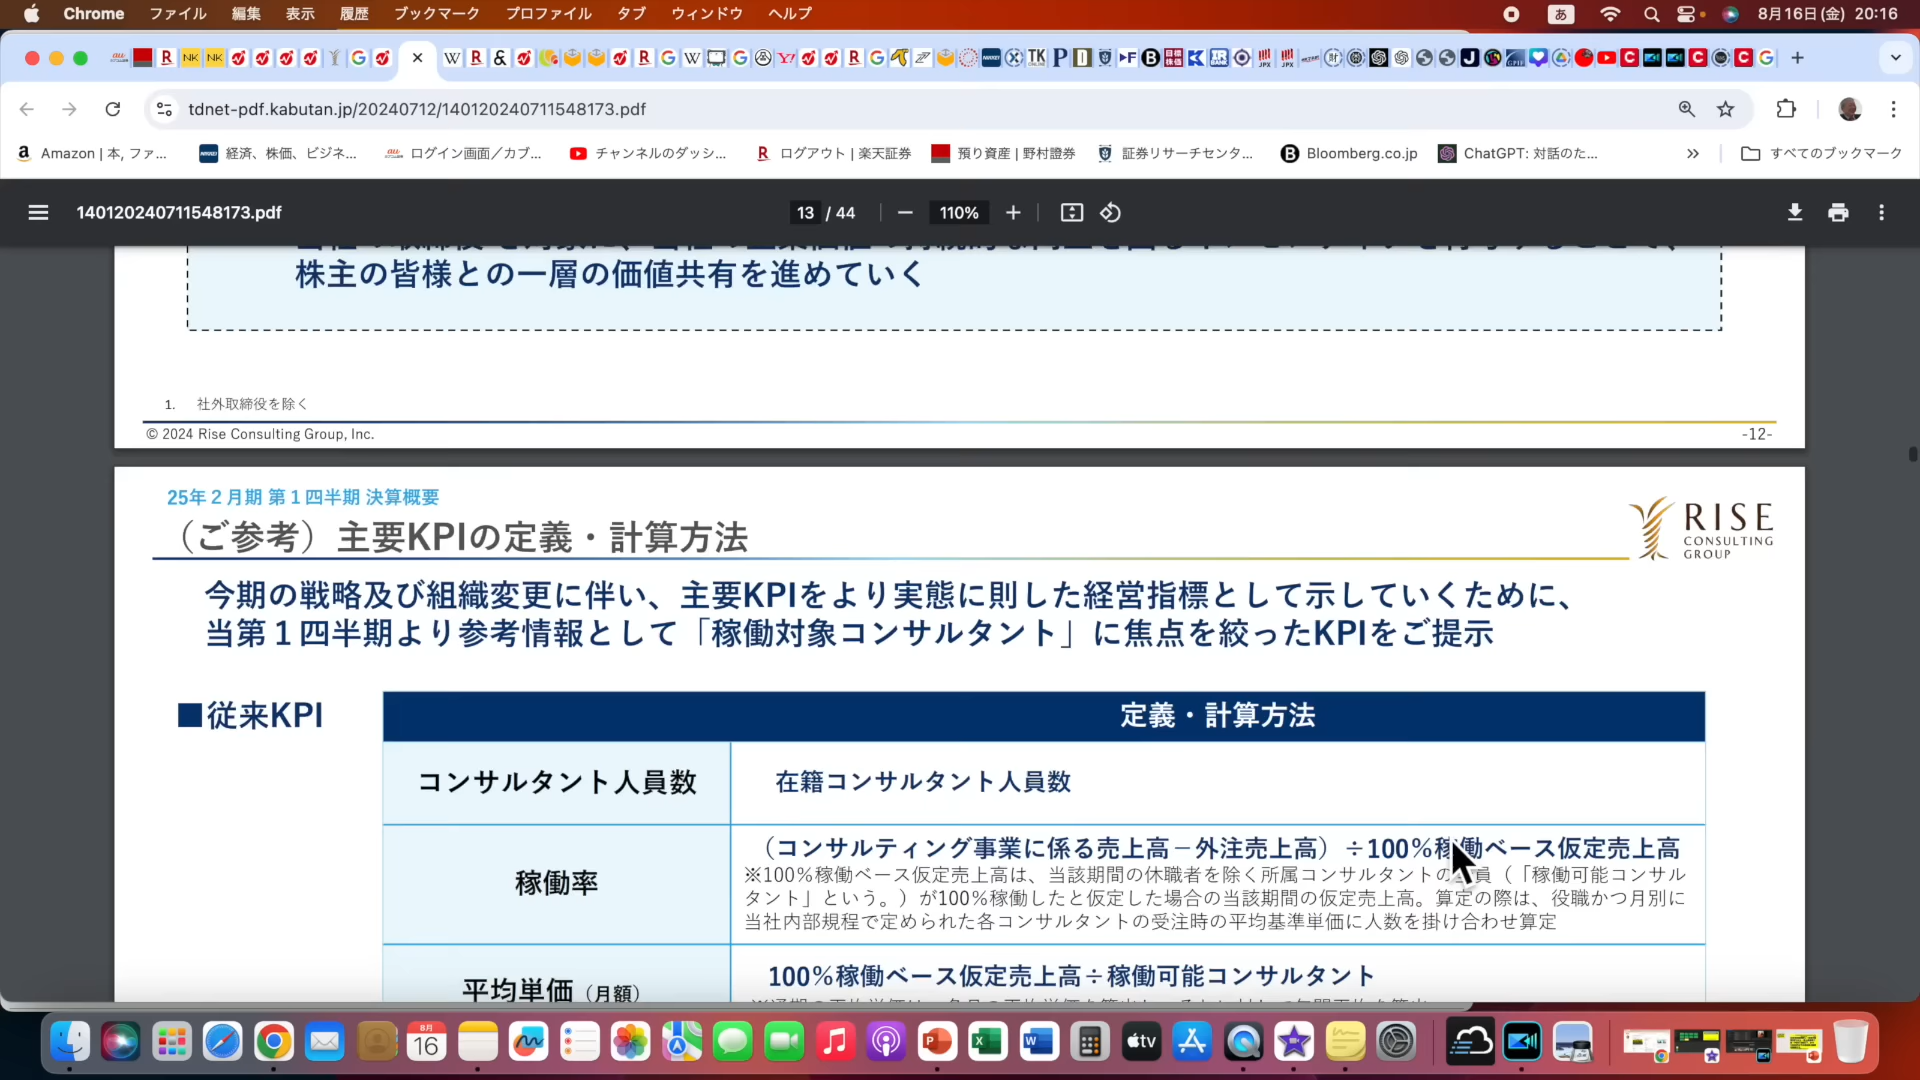 Chrome ファイル 編集 表示 履歴 ブックマーク プロファイル タブ ウィンドウ ヘルプ あ 8月16日(金) 20:16
tdnet-pdf.kabutan.jp/20240712/140120240711548173.pdf
Amazon | 本, ファ... 経済、株価、ビジネ... ログイン画面／カブ... チャンネルのダッシ... ログアウト | 楽天証券 預り資産 | 野村證券 証券リサーチセンタ... Bloomberg.co.jp ChatGPT: 対話のた... » すべてのブックマーク
140120240711548173.pdf 13 / 44 110%
株主の皆様との一層の価値共有を進めていく
1. 社外取締役を除く
© 2024 Rise Consulting Group, Inc. -12-
25年２月期 第１四半期 決算概要
（ご参考）主要KPIの定義・計算方法
RISE
CONSULTING
GROUP
今期の戦略及び組織変更に伴い、主要KPIをより実態に則した経営指標として示していくために、
当第１四半期より参考情報として「稼働対象コンサルタント」に焦点を絞ったKPIをご提示
■従来KPI
定義・計算方法
コンサルタント人員数 在籍コンサルタント人員数
稼働率
（コンサルティング事業に係る売上高－外注売上高）÷100％稼働ベース仮定売上高
※100％稼働ベース仮定売上高は、当該期間の休職者を除く所属コンサルタントの 員（「稼働可能コンサル
タント」という。）が100％稼働したと仮定した場合の当該期間の仮定売上高。算定の際は、役職かつ月別に
当社内部規程で定められた各コンサルタントの受注時の平均基準単価に人数を掛け合わせ算定
平均単価（月額） 100％稼働ベース仮定売上高÷稼働可能コンサルタント
8月
16